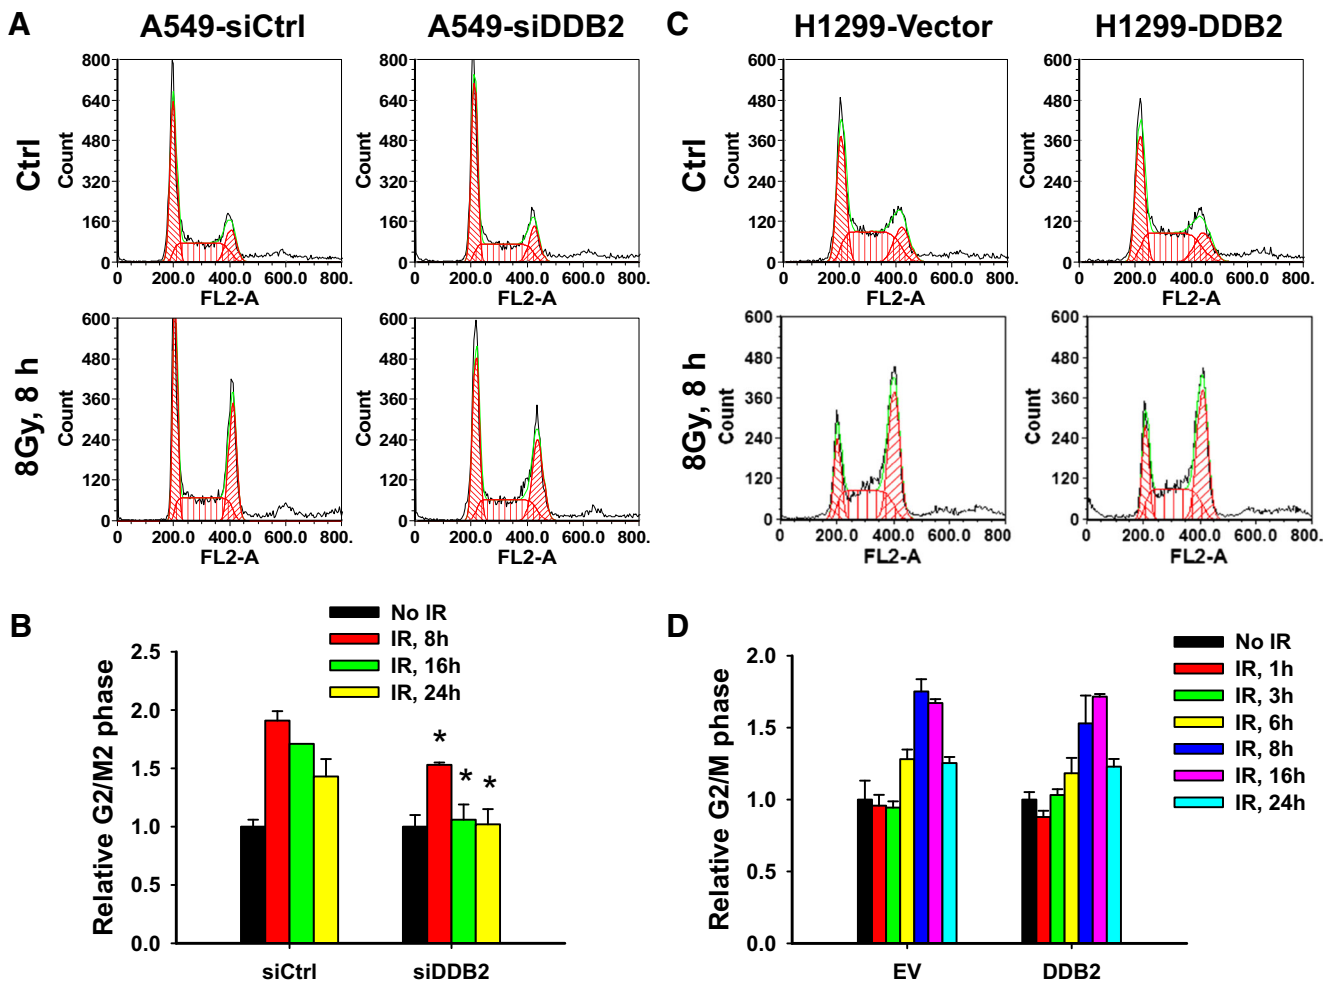 A
A549-siCtrl
A549-siDDB2
C
H1299-Vector
H1299-DDB2
Ctrl
Count
800
640
480
320
160
0
0 200.0 400.0 600.0 800.
FL2-A
Count
800
640
480
320
160
0
0 200.0 400.0 600.0 800.
FL2-A
Ctrl
Count
600
480
360
240
120
0
0 200.0 400.0 600.0 800.
FL2-A
Count
600
480
360
240
120
0
0 200.0 400.0 600.0 800.
FL2-A
8Gy, 8 h
Count
600
480
360
240
120
0
0 200.0 400.0 600.0 800.
FL2-A
Count
600
480
360
240
120
0
0 200.0 400.0 600.0 800.
FL2-A
8Gy, 8 h
Count
600
480
360
240
120
0
0 200.0 400.0 600.0 800.
FL2-A
Count
600
480
360
240
120
0
0 200.0 400.0 600.0 800.
FL2-A
B
No IR
IR, 8h
IR, 16h
IR, 24h
Relative G2/M2 phase
2.5
2.0
1.5
1.0
0.5
0.0
* * *
siCtrl siDDB2
D
No IR
IR, 1h
IR, 3h
IR, 6h
IR, 8h
IR, 16h
IR, 24h
Relative G2/M phase
2.0
1.5
1.0
0.5
0.0
EV DDB2